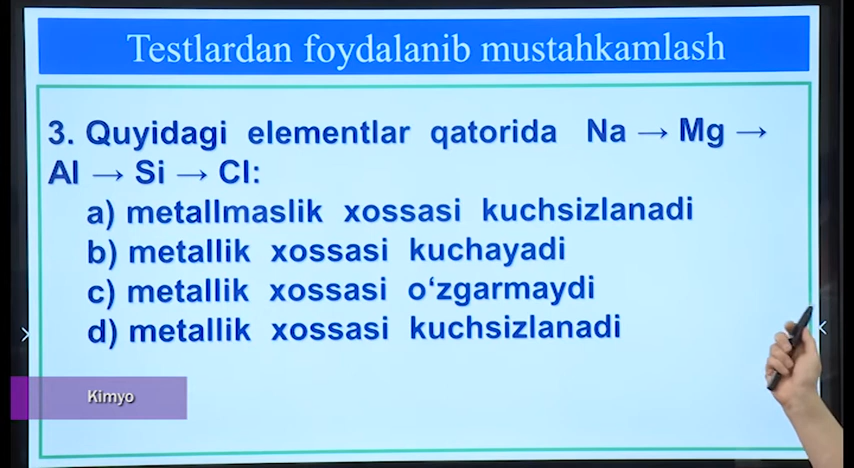 Testlardan foydalanib mustahkamlash
3. Quyidagi elementlar qatorida Na → Mg →
Al → Si → Cl:
a) metallmaslik xossasi kuchsizlanadi
b) metallik xossasi kuchayadi
c) metallik xossasi o‘zgarmaydi
d) metallik xossasi kuchsizlanadi
Kimyo